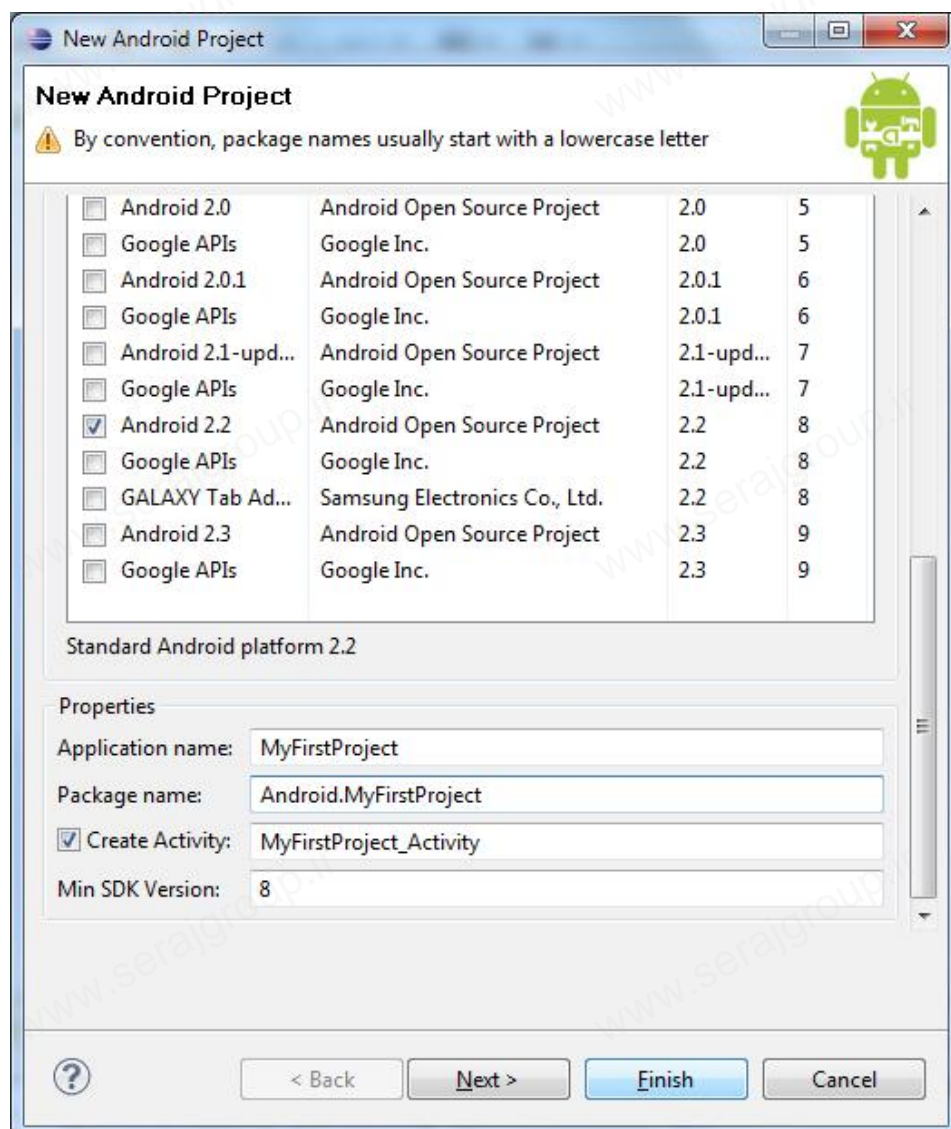 New Android Project
New Android Project
By convention, package names usually start with a lowercase letter
Android 2.0 Android Open Source Project 2.0 5
Google APIs Google Inc. 2.0 5
Android 2.0.1 Android Open Source Project 2.0.1 6
Google APIs Google Inc. 2.0.1 6
Android 2.1-upd... Android Open Source Project 2.1-upd... 7
Google APIs Google Inc. 2.1-upd... 7
Android 2.2 Android Open Source Project 2.2 8
Google APIs Google Inc. 2.2 8
GALAXY Tab Ad... Samsung Electronics Co., Ltd. 2.2 8
Android 2.3 Android Open Source Project 2.3 9
Google APIs Google Inc. 2.3 9
Standard Android platform 2.2
Properties
Application name: MyFirstProject
Package name: Android.MyFirstProject
Create Activity: MyFirstProject_Activity
Min SDK Version: 8
? < Back Next > Finish Cancel
www.serajgroup.ir